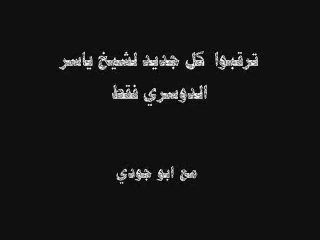 ترقبوا كل جديد لشيخ ياسر
الدوسري فقط
مع ابو جودي